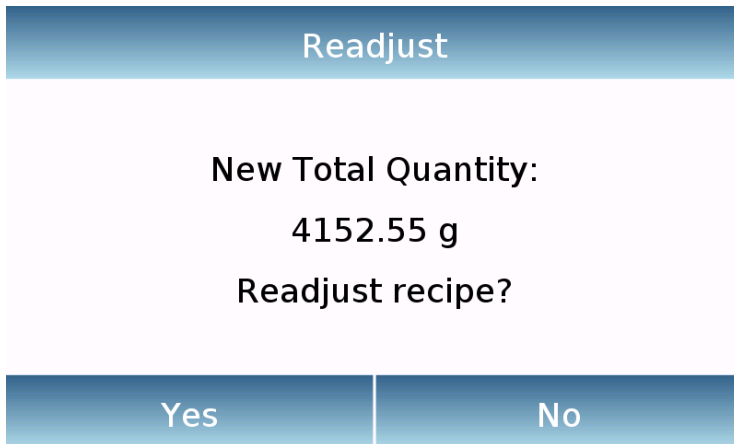 Readjust
New Total Quantity:
4152.55 g
Readjust recipe?
Yes
No